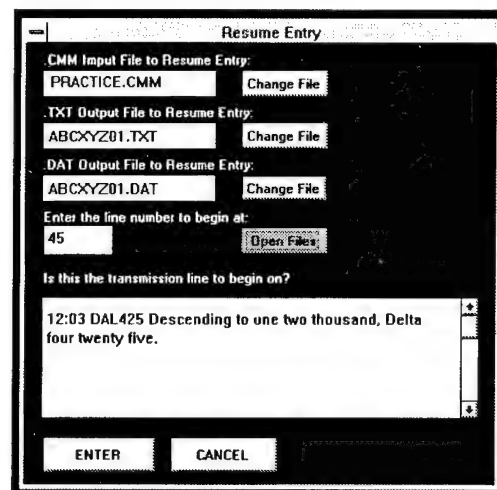 Resume Entry
.CMM Imput File to Resume Entry:
PRACTICE.CMM Change File
.TXT Output File to Resume Entry:
ABCXYZ01.TXT Change File
.DAT Output File to Resume Entry:
ABCXYZ01.DAT Change File
Enter the line number to begin at:
45 Open Files
Is this the transmission line to begin on?
12:03 DAL425 Descending to one two thousand, Delta
four twenty five.
ENTER CANCEL